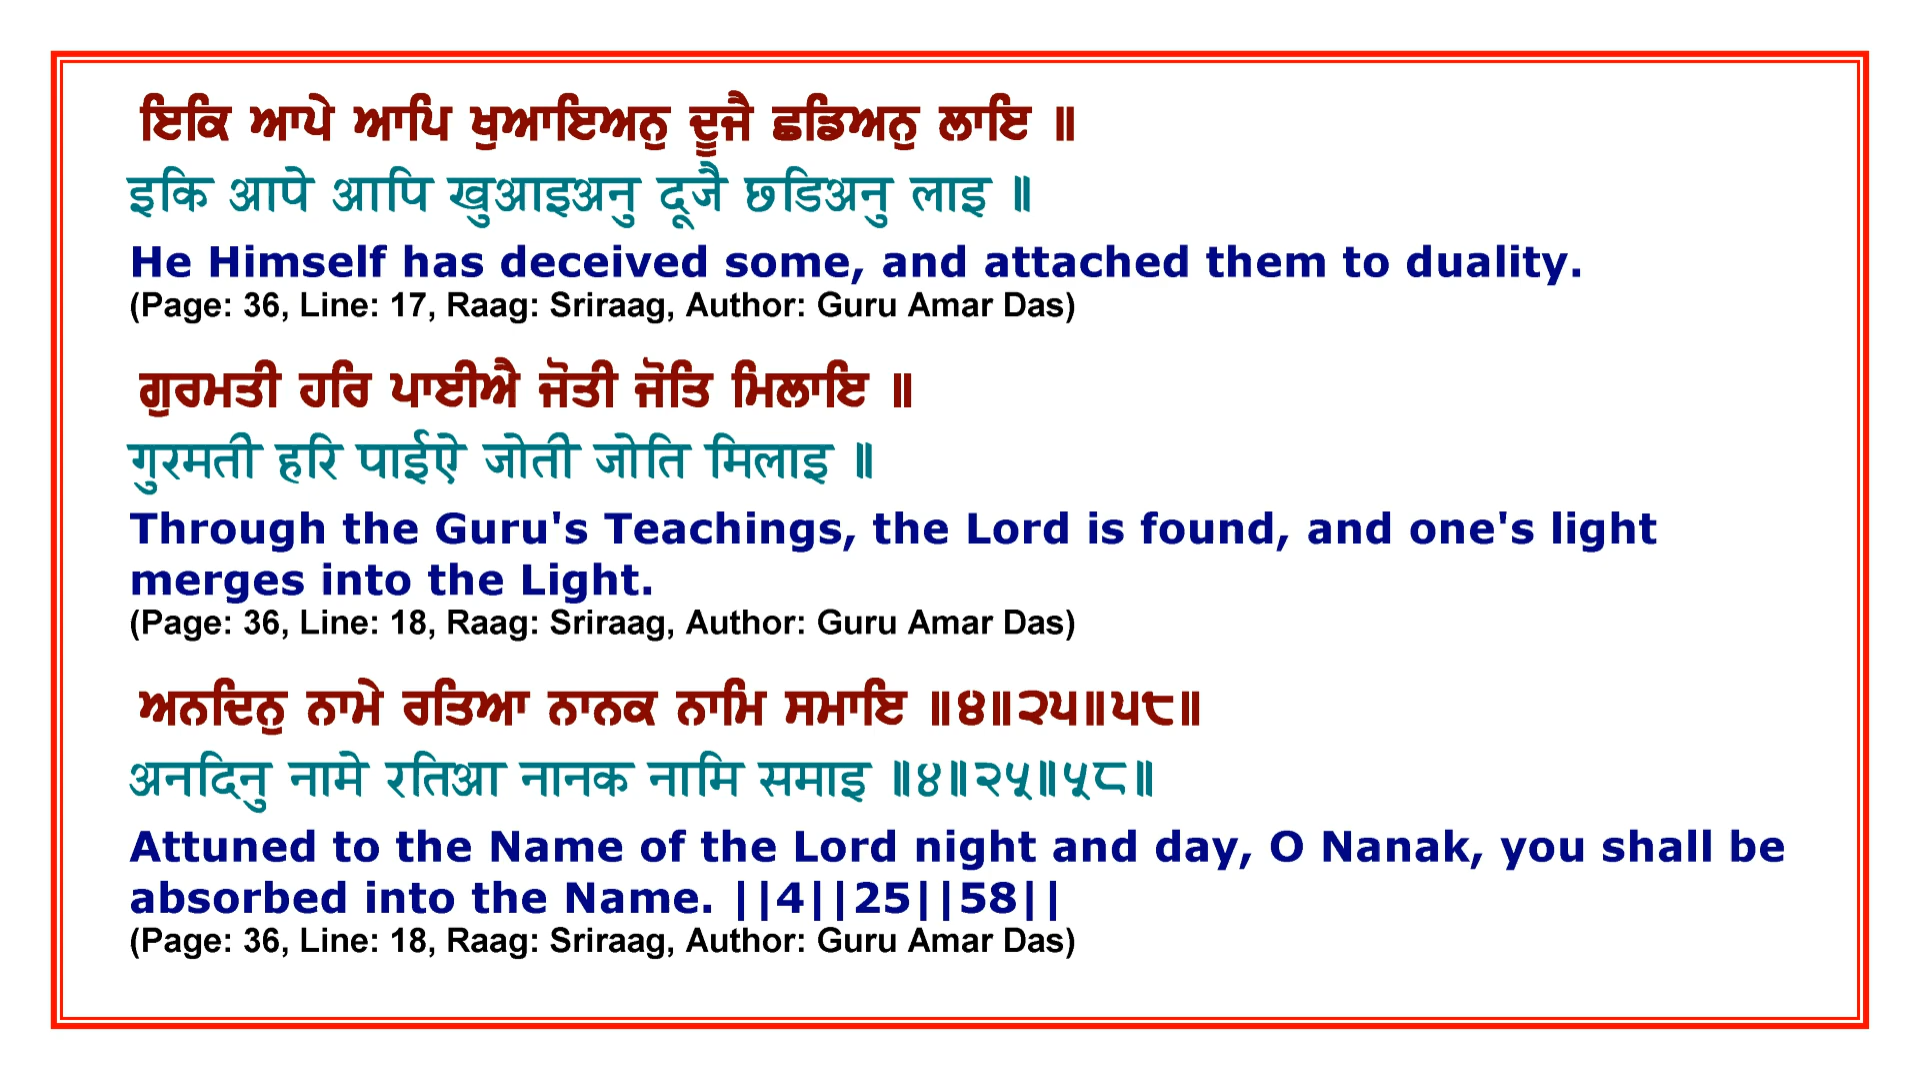 ਇਕਿ ਆਪੇ ਆਪਿ ਖੁਆਇਅਨੁ ਦੂਜੈ ਛਡਿਅਨੁ ਲਾਇ ॥
इकि आपे आपि खुआइअनु दूजै छडिअनु लाइ ॥
He Himself has deceived some, and attached them to duality.
(Page: 36, Line: 17, Raag: Sriraag, Author: Guru Amar Das)
ਗੁਰਮਤੀ ਹਰਿ ਪਾਈਐ ਜੋਤੀ ਜੋਤਿ ਮਿਲਾਇ ॥
गुरमती हरि पाईऐ जोती जोति मिलाइ ॥
Through the Guru's Teachings, the Lord is found, and one's light
merges into the Light.
(Page: 36, Line: 18, Raag: Sriraag, Author: Guru Amar Das)
ਅਨਦਿਨੁ ਨਾਮੇ ਰਤਿਆ ਨਾਨਕ ਨਾਮਿ ਸਮਾਇ ॥੪॥੨੫॥੫੮॥
अनदिनु नामे रतिआ नानक नामि समाइ ॥४॥२५॥५८॥
Attuned to the Name of the Lord night and day, O Nanak, you shall be
absorbed into the Name. ||4||25||58||
(Page: 36, Line: 18, Raag: Sriraag, Author: Guru Amar Das)